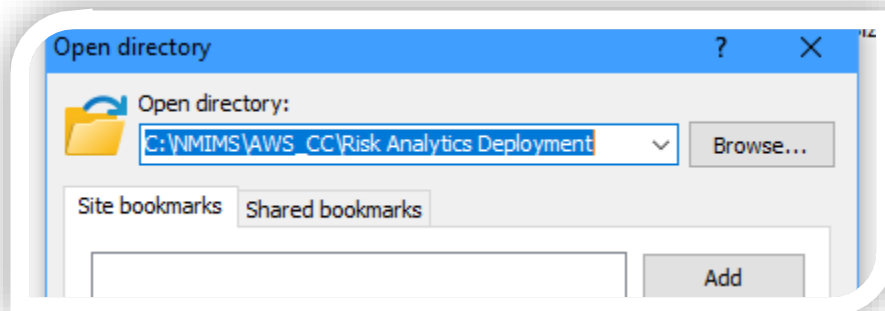 Open directory
?
Open directory:
C:\NMIMS\AWS_CC\Risk Analytics Deployment
Browse...
Site bookmarks
Shared bookmarks
Add